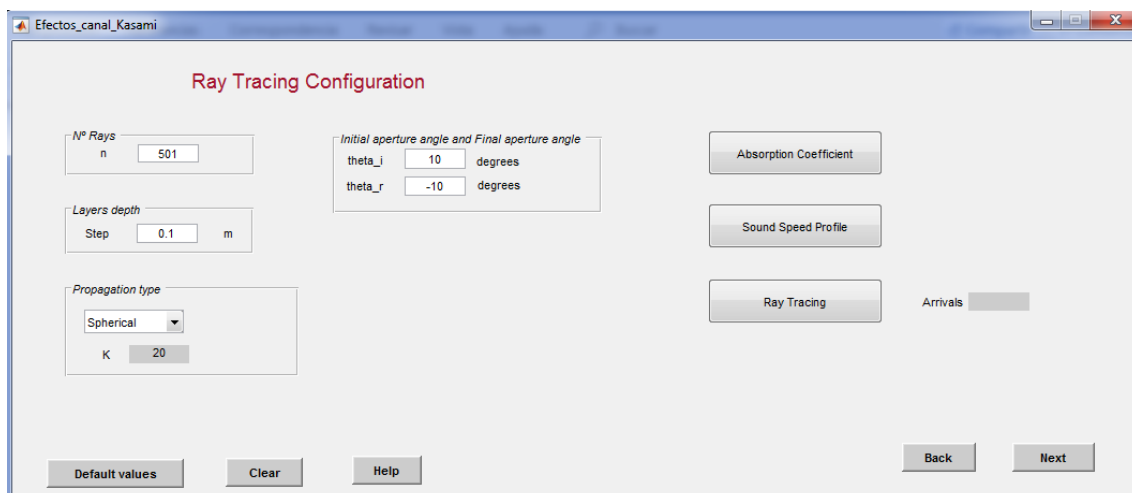 Efectos_canal_Kasami
Ray Tracing Configuration
Nº Rays
n 501
Initial aperture angle and Final aperture angle
theta_i 10 degrees
theta_r -10 degrees
Layers depth
Step 0.1 m
Propagation type
Spherical
K 20
Absorption Coefficient
Sound Speed Profile
Ray Tracing Arrivals
Default values Clear Help Back Next